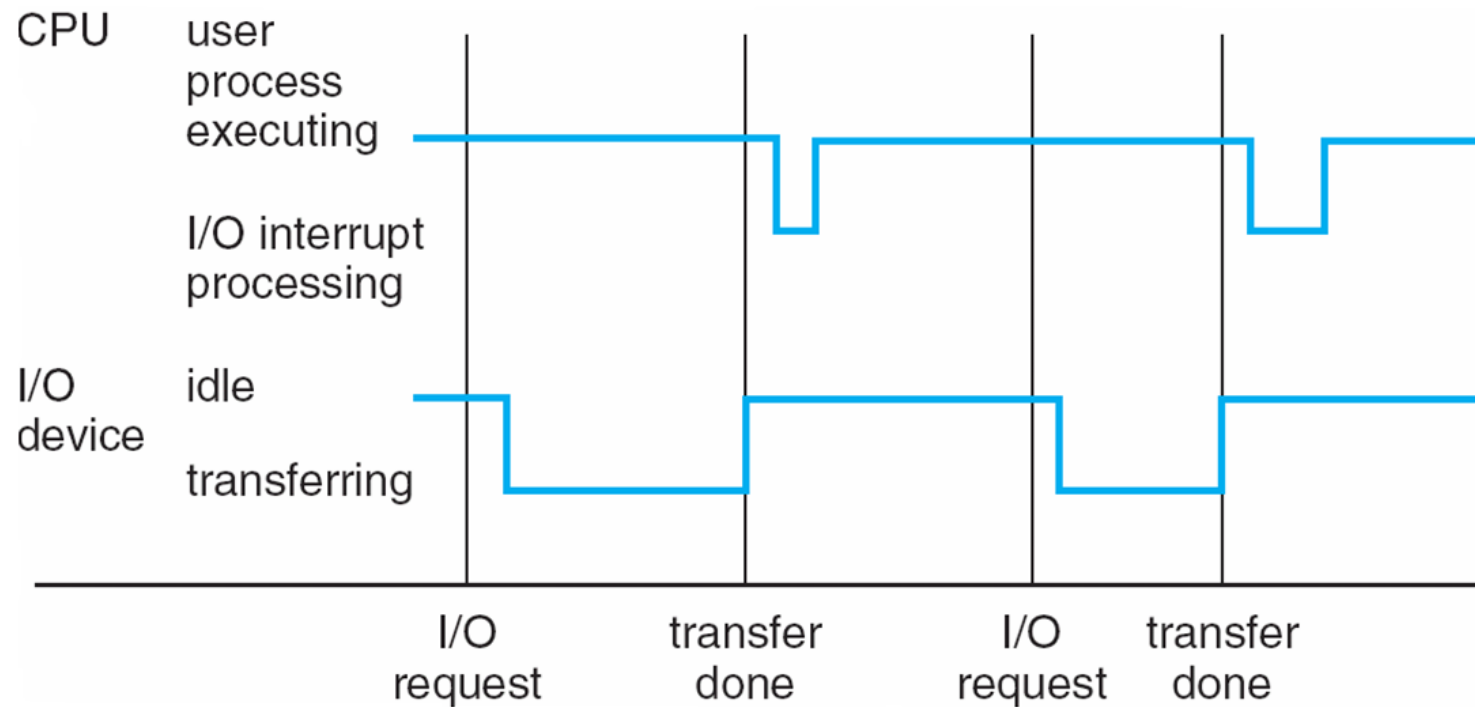 CPU
user
process
executing
I/O interrupt
processing
I/O
device
idle
transferring
I/O
request
transfer
done
I/O
request
transfer
done